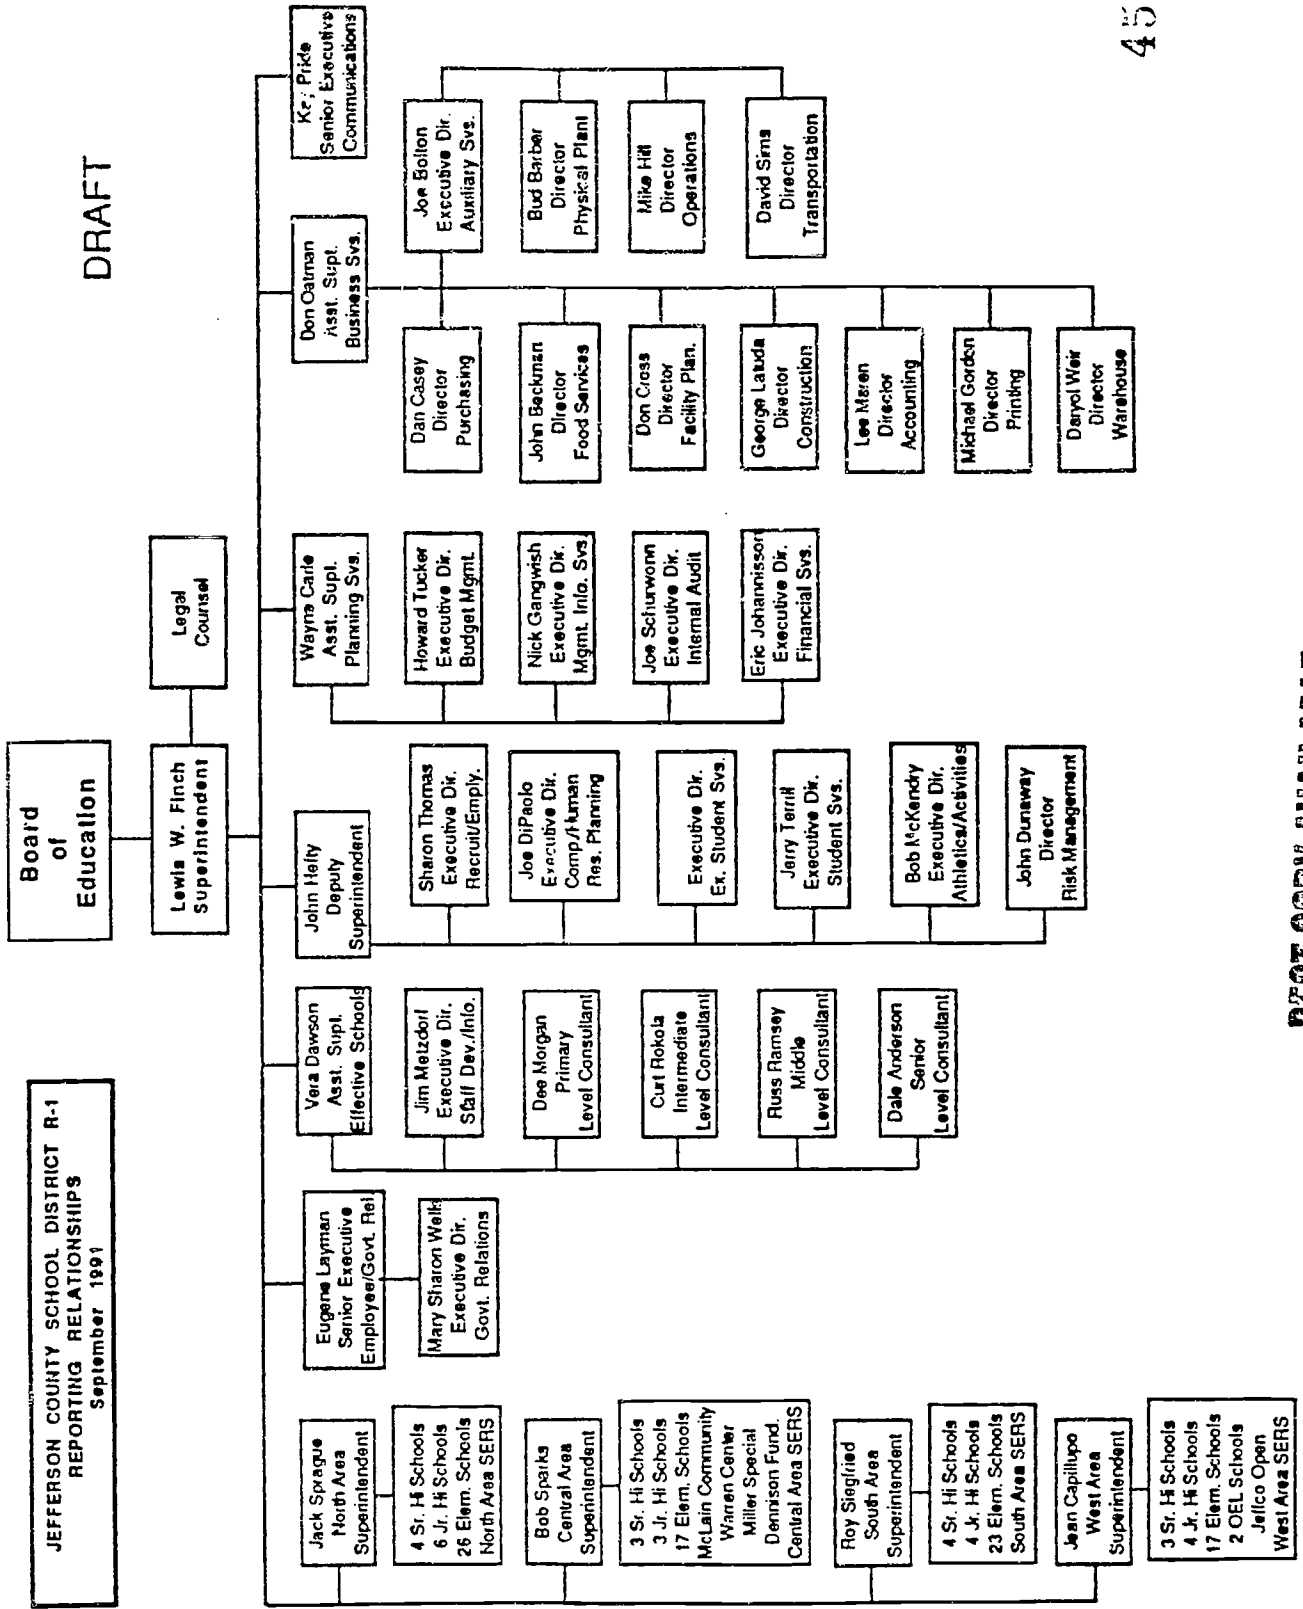 JEFFERSON COUNTY SCHOOL DISTRICT R-1
REPORTING RELATIONSHIPS
September 1991
DRAFT
Board
of
Education
Lewis W. Finch
Superintendent
Legal
Counsel
Jack Sprague
North Area
Superintendent
4 Sr. Hi Schools
6 Jr. Hi Schools
26 Elem. Schools
North Area SERS
Bob Sparks
Central Area
Superintendent
3 Sr. Hi Schools
3 Jr. Hi Schools
17 Elem. Schools
McLain Community
Warren Center
Miller Special
Dennison Fund.
Central Area SERS
Roy Siegfried
South Area
Superintendent
4 Sr. Hi Schools
4 Jr. Hi Schools
23 Elem. Schools
South Area SERS
Jean Capillupo
West Area
Superintendent
3 Sr. Hi Schools
4 Jr. Hi Schools
17 Elem. Schools
2 OEL Schools
Jeffco Open
West Area SERS
Eugene Layman
Senior Executive
Employee/Govt. Rel.
Mary Sharon
Executive Dir.
Govt. Relations
Vera Dawson
Asst. Supt.
Effective Schools
Jim Metzdorf
Executive Dir.
Staff Dev./Info.
Dee Morgan
Primary
Level Consultant
Curt Rokola
Intermediate
Level Consultant
Russ Ramsey
Middle
Level Consultant
Dale Anderson
Senior
Level Consultant
John Hefty
Deputy
Superintendent
Sharon Thomas
Executive Dir.
Recruit/Emply.
Joe DiPaolo
Executive Dir.
Comp/Human
Res. Planning
Executive Dir.
Ex. Student Svs.
Jerry Terrill
Executive Dir.
Student Svs.
Bob McKendry
Executive Dir.
Athletics/Activities
John Dunaway
Director
Risk Management
Wayne Carle
Asst. Supt.
Planning Svs.
Howard Tucker
Executive Dir.
Budget Mgmt.
Nick Gangwish
Executive Dir.
Mgmt. Info. Svs.
Joe Schurwonn
Executive Dir.
Internal Audit
Eric Johannisson
Executive Dir.
Financial Svs.
Don Oatman
Asst. Supt.
Business Svs.
Dan Casey
Director
Purchasing
John Beckman
Director
Food Services
Don Cross
Director
Facility Plan.
George Latuda
Director
Construction
Lee Maren
Director
Accounting
Michael Gordon
Director
Printing
Daryol Weir
Director
Warehouse
Joe Bolton
Executive Dir.
Auxiliary Svs.
Bud Barber
Director
Physical Plant
Mike Hill
Director
Operations
David Sims
Director
Transportation
Pride
Senior Executive
Communications
45